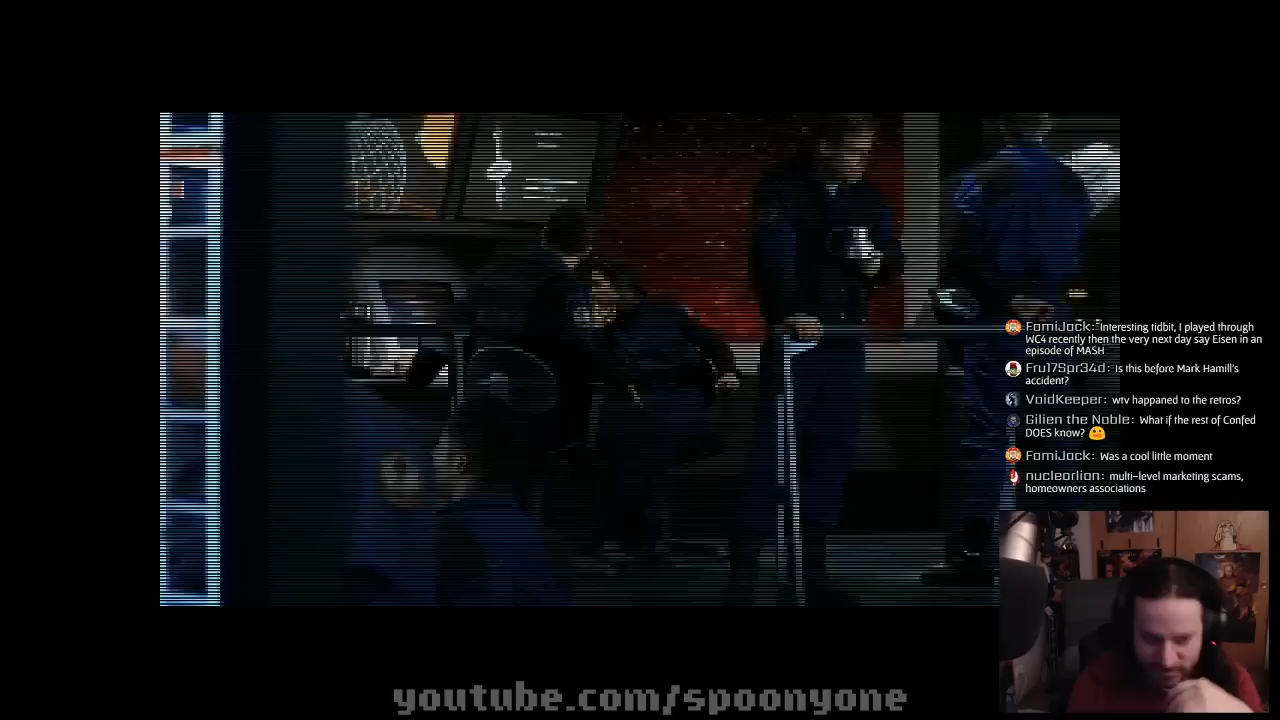 FomiJock: Interesting tidbit, I played through
WC4 recently then the very next day say Eisen in an
episode of MASH
Fru17Spr34d: Is this before Mark Hamill's
accident?
VoidKeeper: wtv happaned to the retros?
Gilien the Noble: What if the rest of Confed
DOES know?
FomiJock: Was a cool little moment
nuclearlion: multi-level marketing scams,
homeowners associations
youtube.com/spoonyone